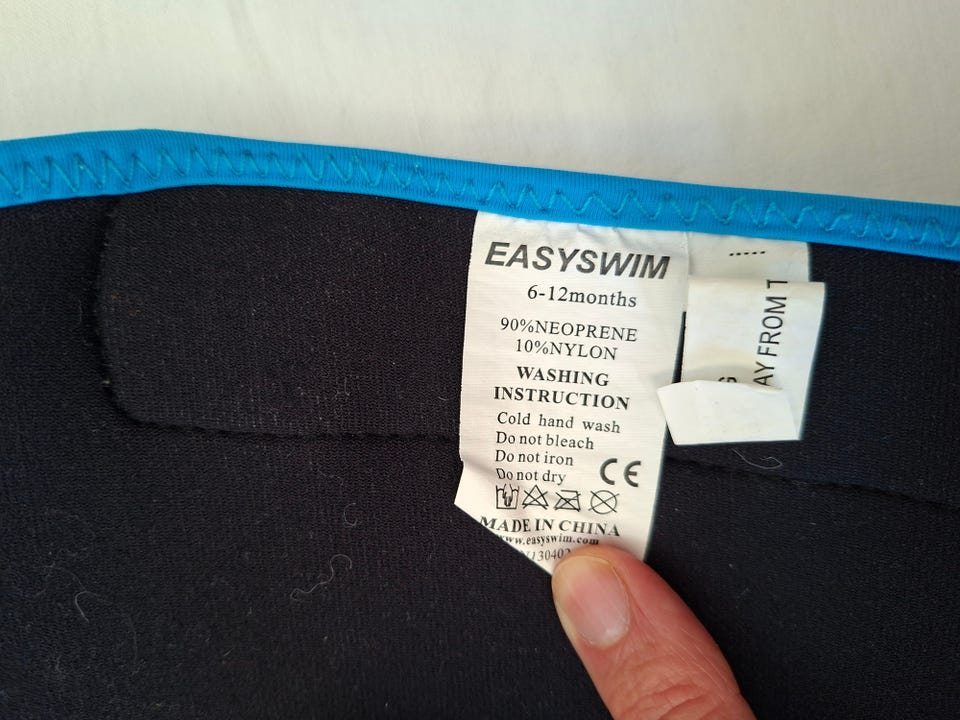 EASYSWIM
6-12months
90%NEOPRENE
10%NYLON
WASHING
INSTRUCTION
Cold hand wash
Do not bleach
Do not iron
Do not dry
CE
MADE IN CHINA
www.easyswim.com
AY FROM T